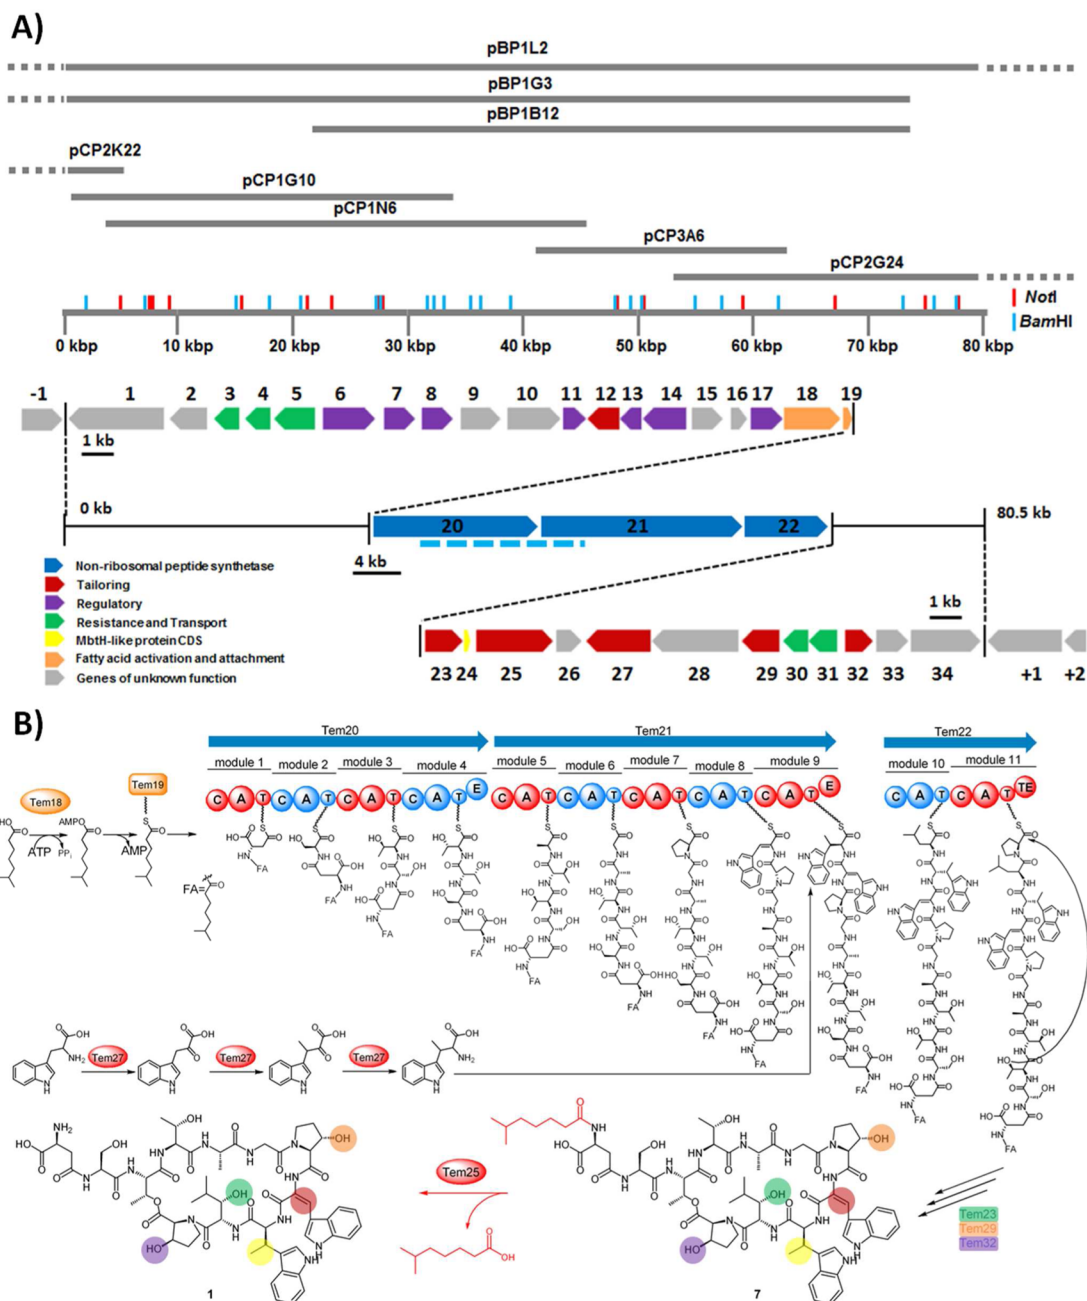 A)
pBP1L2
pBP1G3
pBP1B12
pCP2K22
pCP1G10
pCP1N6
pCP3A6
pCP2G24
NotI
BamHI
0 kbp 10 kbp 20 kbp 30 kbp 40 kbp 50 kbp 60 kbp 70 kbp 80 kbp
-1 1 2 3 4 5 6 7 8 9 10 11 12 13 14 15 16 17 18 19
1 kb
0 kb
80.5 kb
20 21 22
4 kb
Non-ribosomal peptide synthetase
Tailoring
Regulatory
Resistance and Transport
MbtH-like protein CDS
Fatty acid activation and attachment
Genes of unknown function
1 kb
23 24 25 26 27 28 29 30 31 32 33 34 +1 +2
B)
Tem20 Tem21 Tem22
module 1 module 2 module 3 module 4 module 5 module 6 module 7 module 8 module 9 module 10 module 11
Tem18
Tem19
C A T C A T C A T C A T E C A T C A T C A T C A T C A T E C A T C A T TE
ATP
PPi
AMPO
AMP
FA
Tem27
Tem27
Tem27
Tem25
Tem23
Tem29
Tem32
1
7